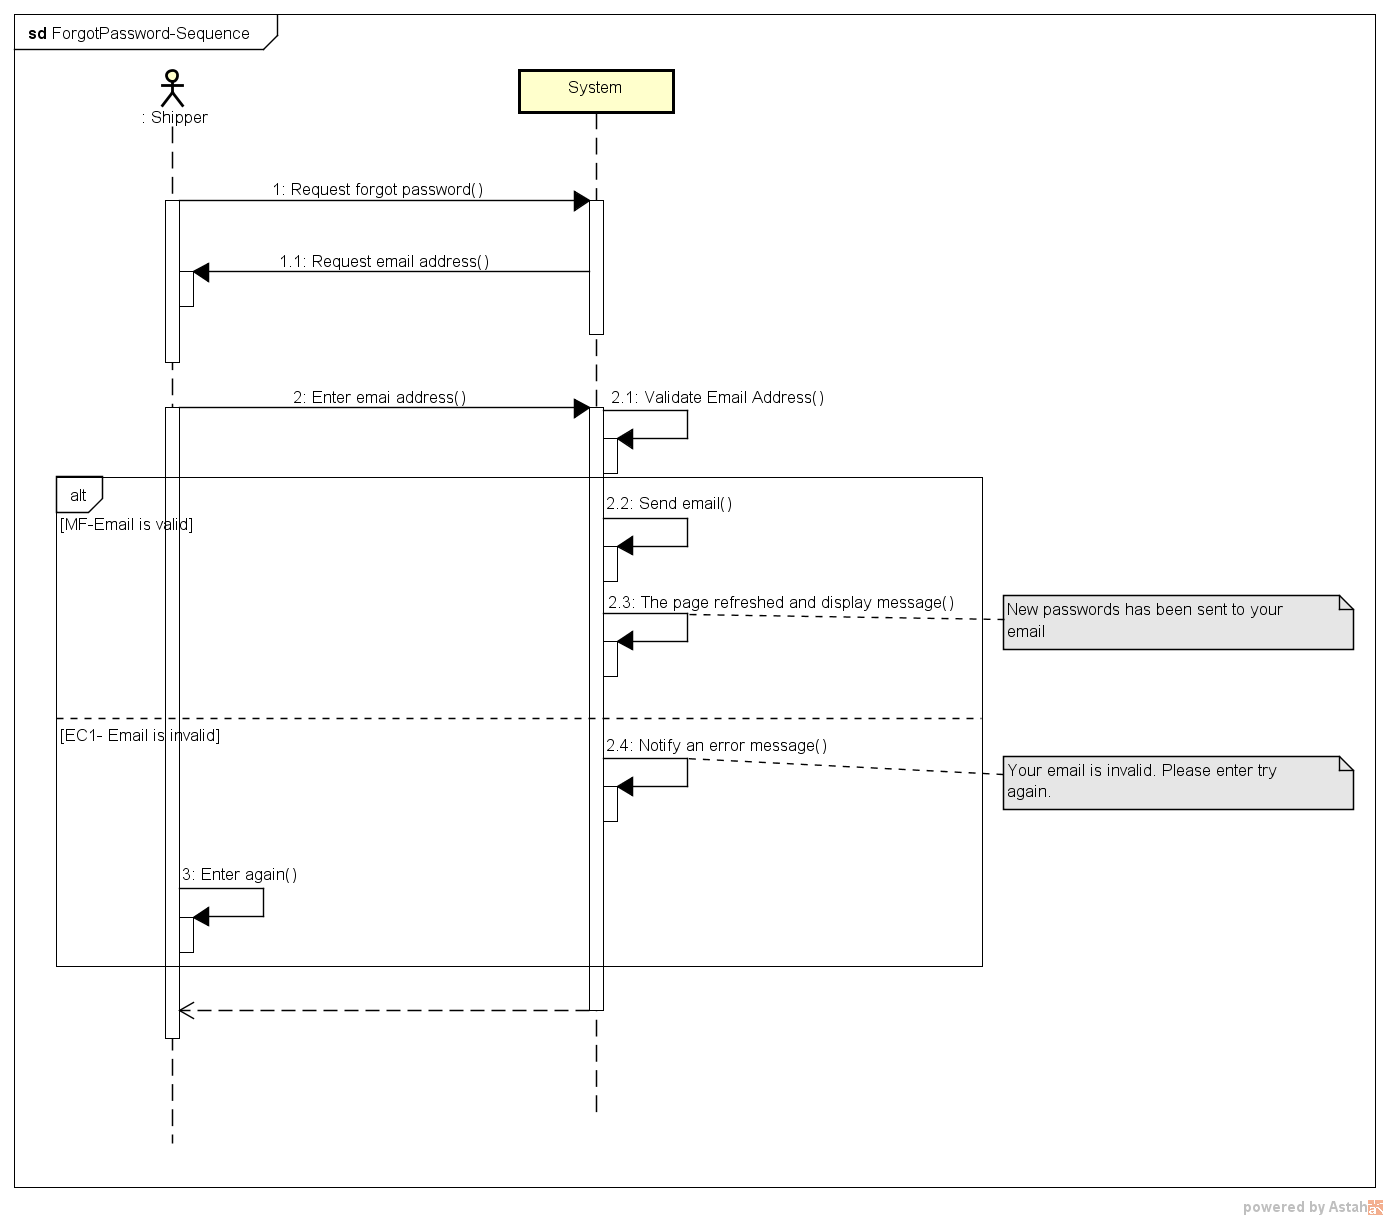 sd ForgotPassword-Sequence
System
: Shipper
1: Request forgot password()
1.1: Request email address()
2: Enter emai address()
2.1: Validate Email Address()
alt
2.2: Send email()
[MF-Email is valid]
2.3: The page refreshed and display message()
New passwords has been sent to your
email
[EC1- Email is invalid]
2.4: Notify an error message()
Your email is invalid. Please enter try
again.
3: Enter again()
powered by Astah